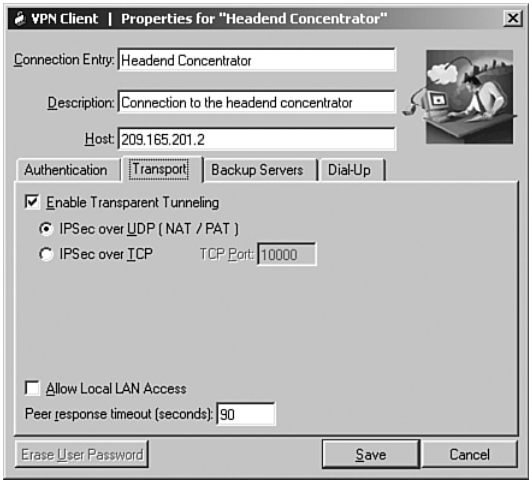 VPN Client | Properties for "Headend Concentrator"
Connection Entry: Headend Concentrator
Description: Connection to the headend concentrator
Host: 209.165.201.2
Authentication Transport Backup Servers Dial-Up
Enable Transparent Tunneling
IPSec over UDP ( NAT / PAT )
IPSec over TCP TCP Port: 10000
Allow Local LAN Access
Peer response timeout (seconds): 90
Erase User Password Save Cancel